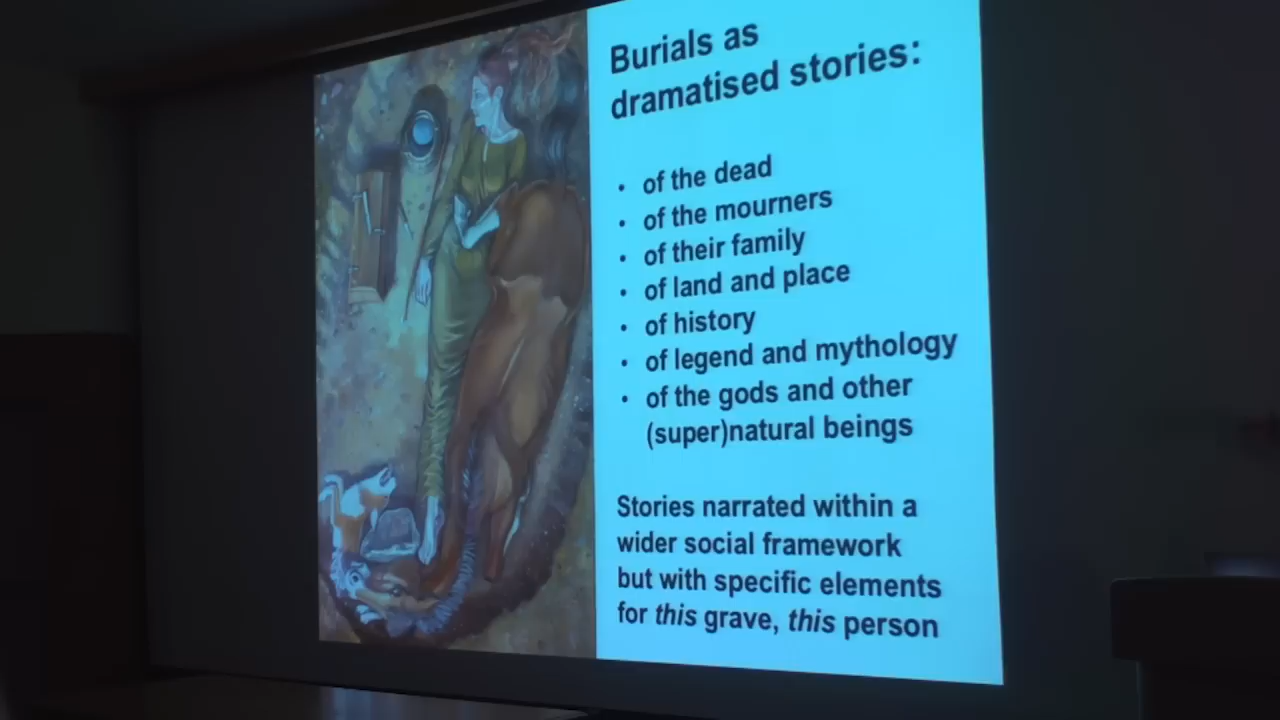 Burials as
dramatised stories:
• of the dead
• of the mourners
• of their family
• of land and place
• of history
• of legend and mythology
• of the gods and other
(super)natural beings
Stories narrated within a
wider social framework
but with specific elements
for this grave, this person